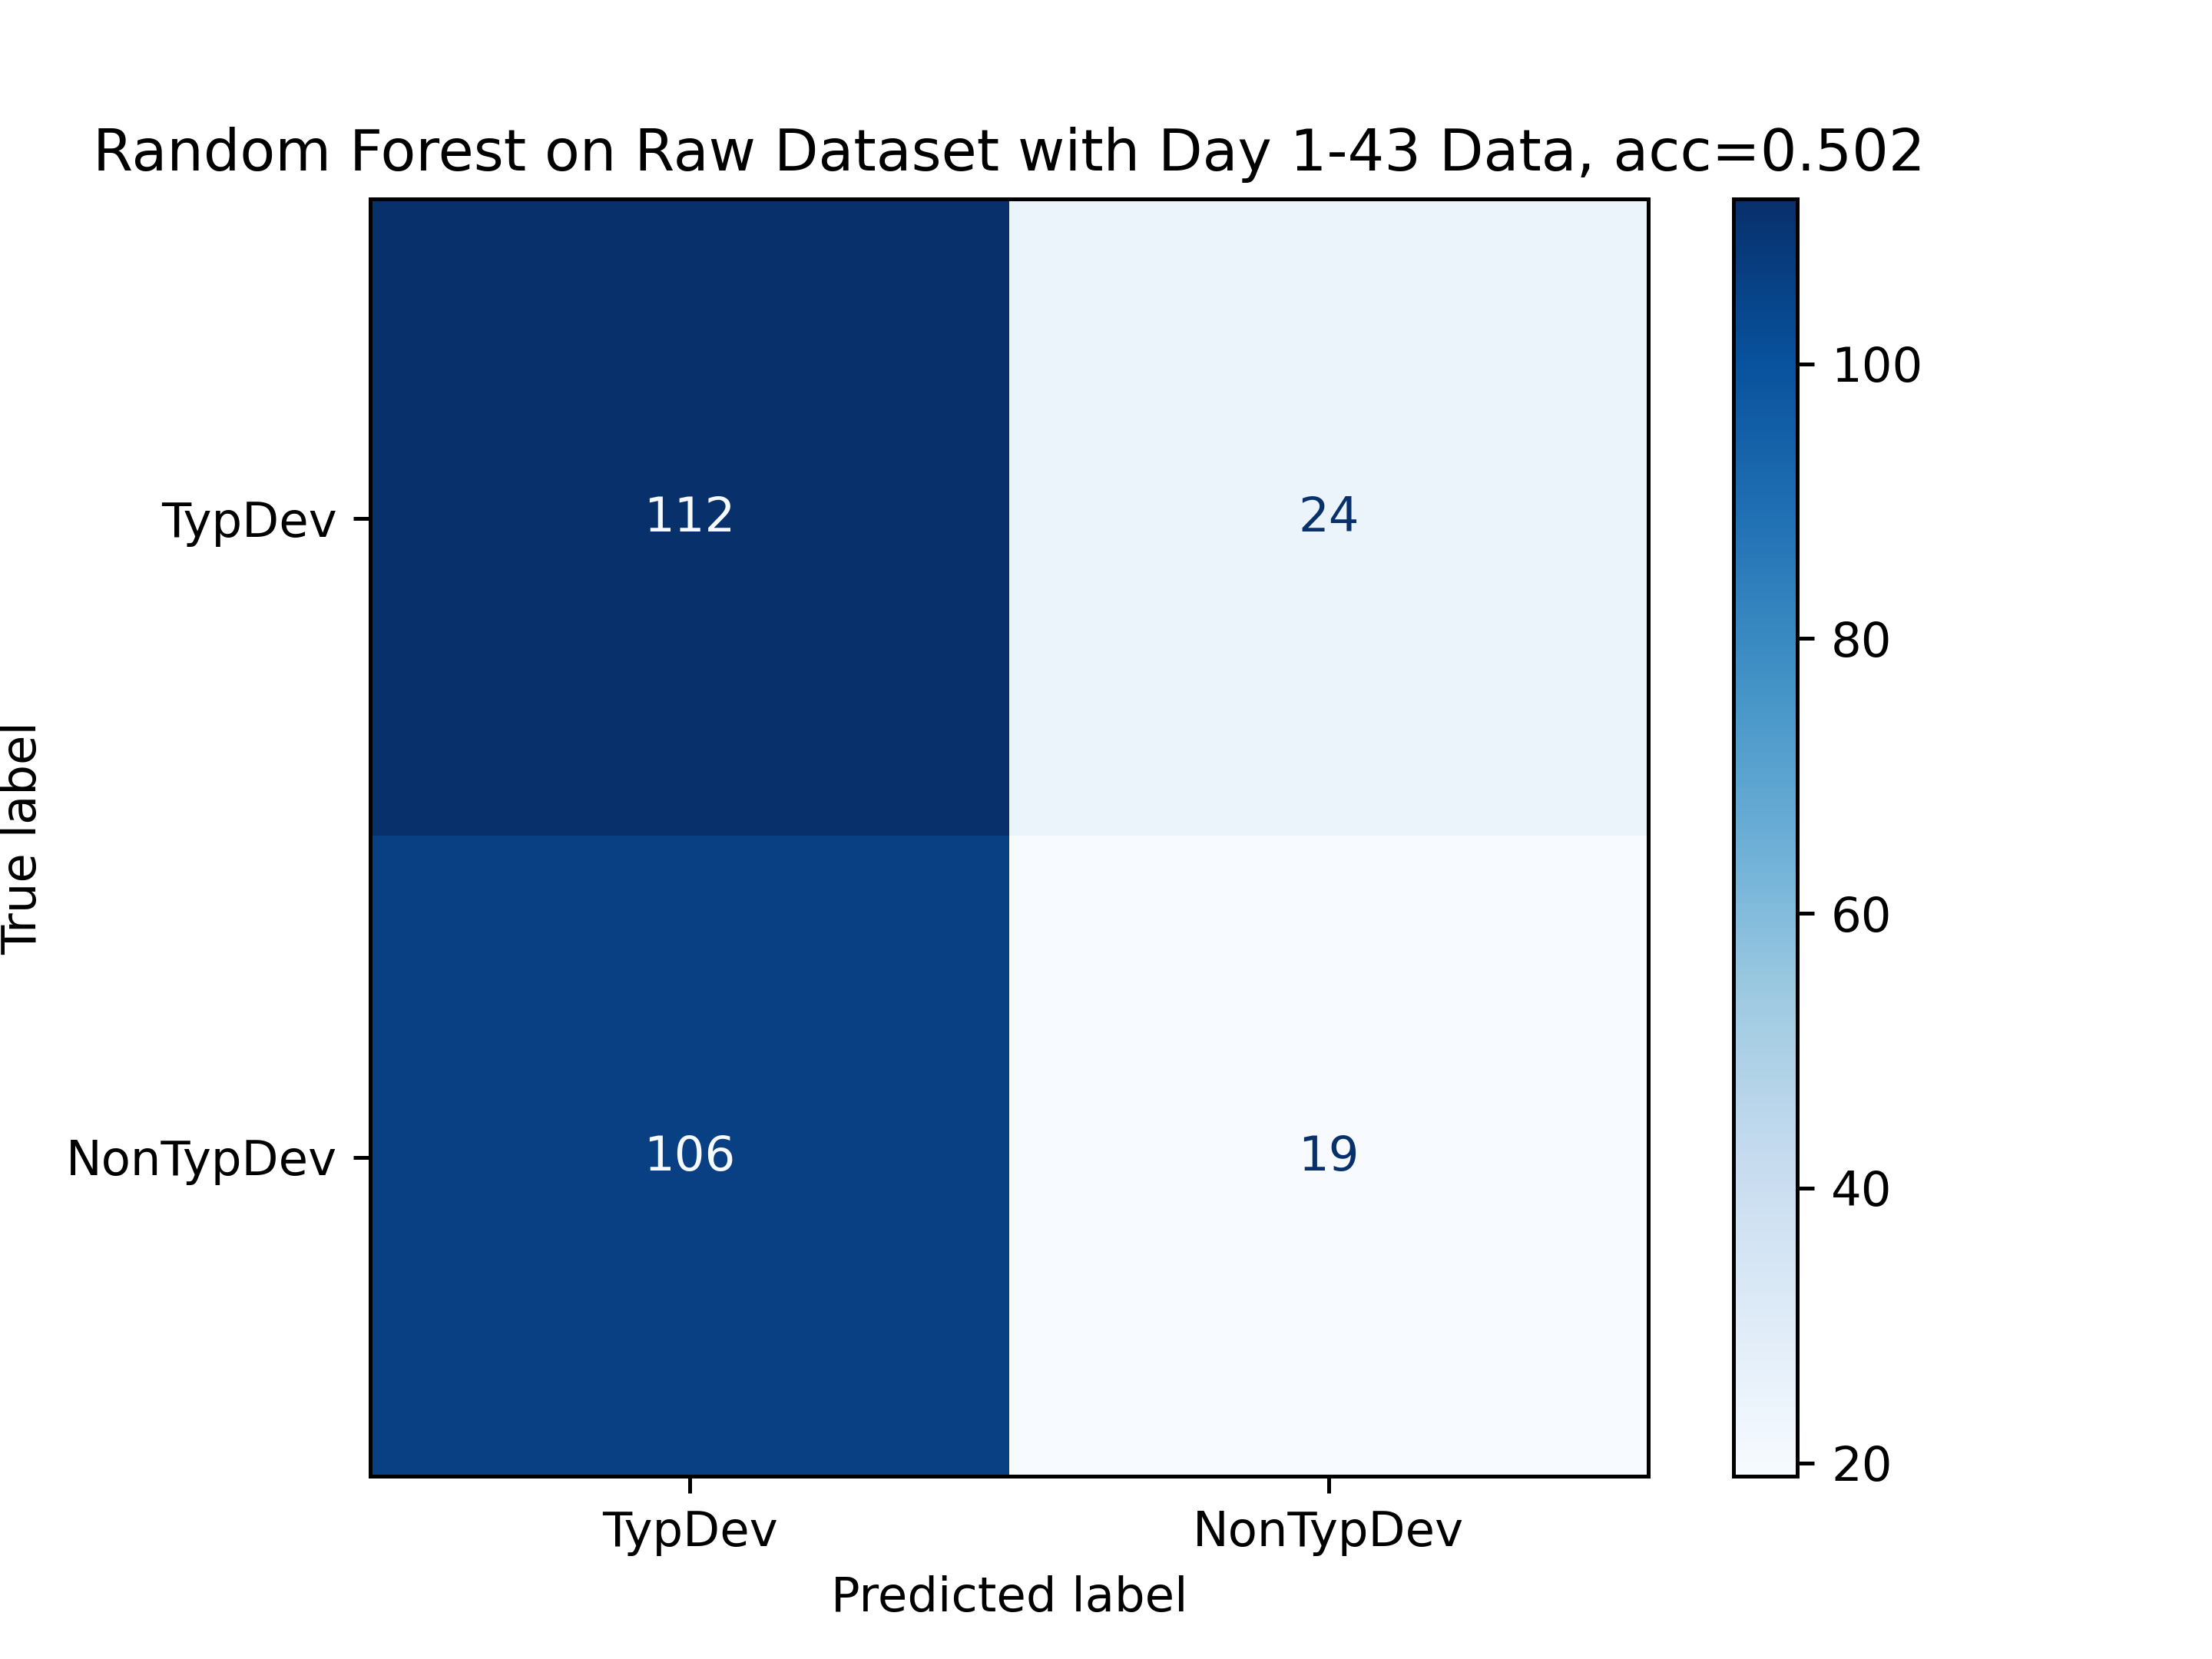 Random Forest on Raw Dataset with Day 1-43 Data, acc=0.502
True label
TypDev
NonTypDev
112
24
106
19
TypDev
NonTypDev
Predicted label
100
80
60
40
20